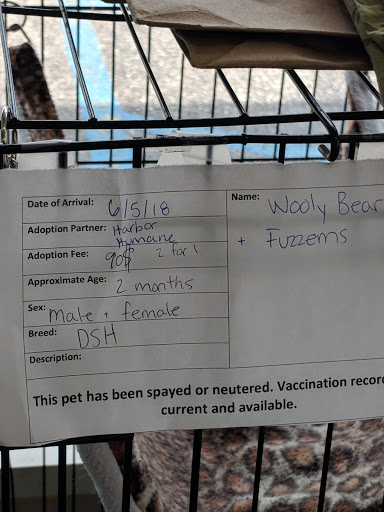 Date of Arrival: 6/5/18
Adoption Partner: Harbor
Humane
Adoption Fee: 90$ 2 for 1
Approximate Age: 2 months
Sex: male + female
Breed: DSH
Description:
Name: Wooly Bear
+ Fuzzems
This pet has been spayed or neutered. Vaccination record
current and available.